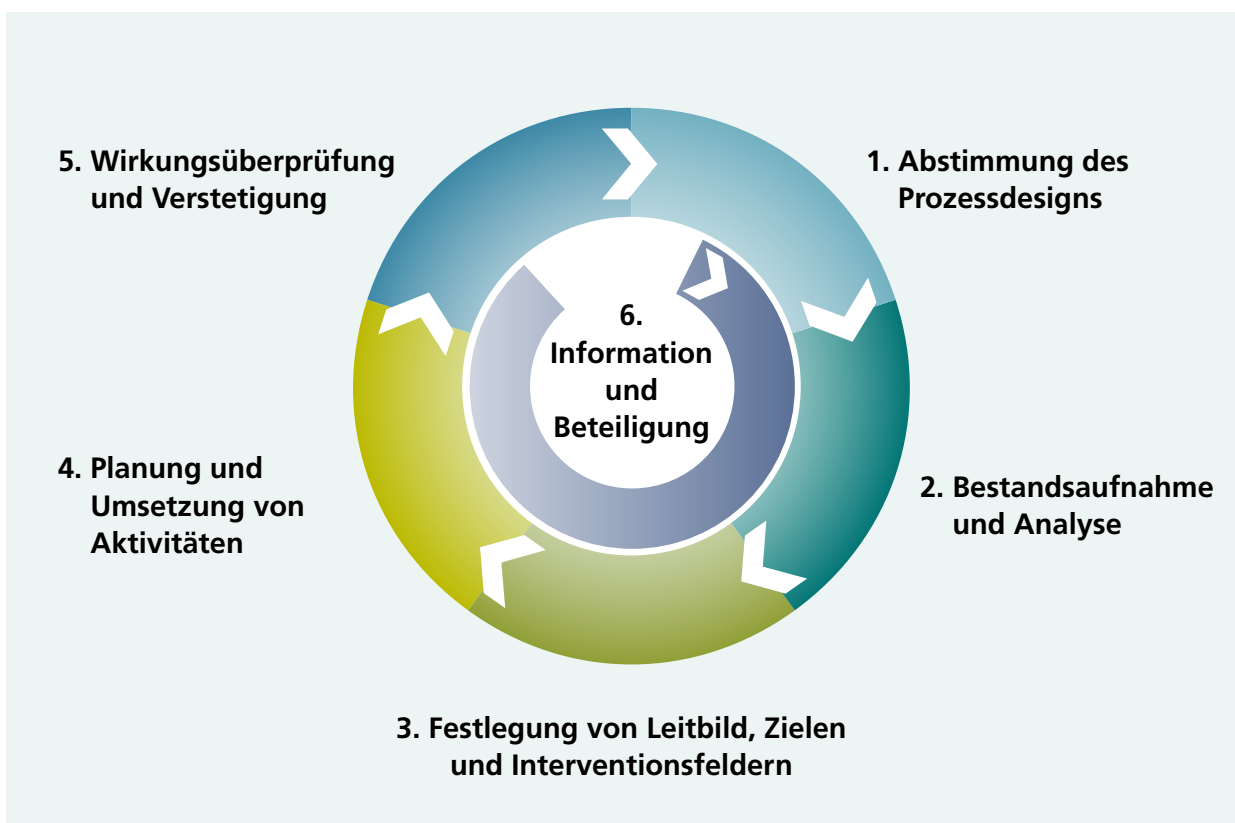 1. Abstimmung des
Prozessdesigns
2. Bestandsaufnahme
und Analyse
3. Festlegung von Leitbild, Zielen
und Interventionsfeldern
4. Planung und
Umsetzung von
Aktivitäten
5. Wirkungsüberprüfung
und Verstetigung
6.
Information
und
Beteiligung